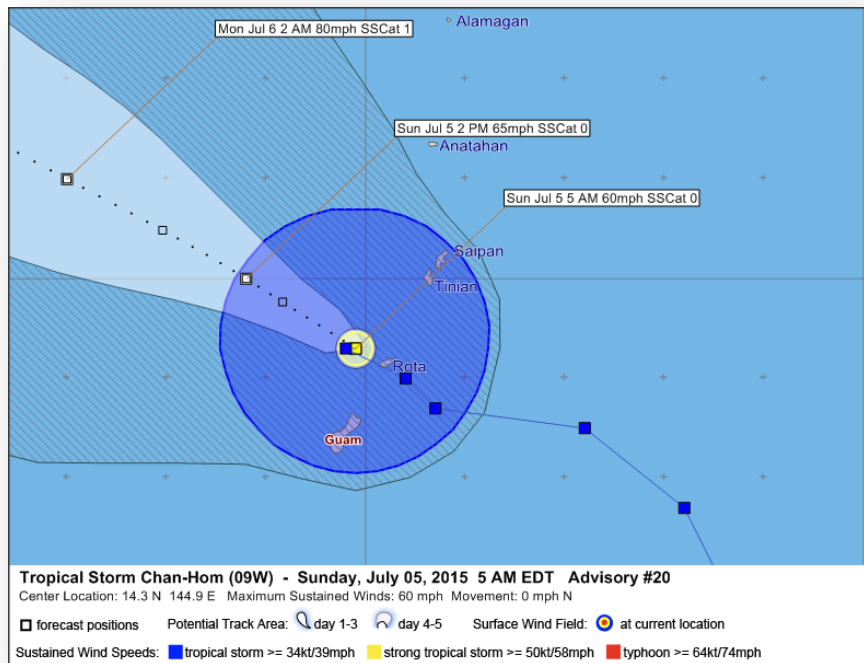 Alamagan
Mon Jul 6 2 AM 80mph SSCat 1
Sun Jul 5 2 PM 65mph SSCat 0
Anatahan
Sun Jul 5 5 AM 60mph SSCat 0
Saipan
Tinian
Rota
Guam
Tropical Storm Chan-Hom (09W) - Sunday, July 05, 2015 5 AM EDT Advisory #20
Center Location: 14.3 N 144.9 E Maximum Sustained Winds: 60 mph Movement: 0 mph N
forecast positions Potential Track Area: day 1-3 day 4-5 Surface Wind Field: at current location
Sustained Wind Speeds: tropical storm >= 34kt/39mph strong tropical storm >= 50kt/58mph typhoon >= 64kt/74mph